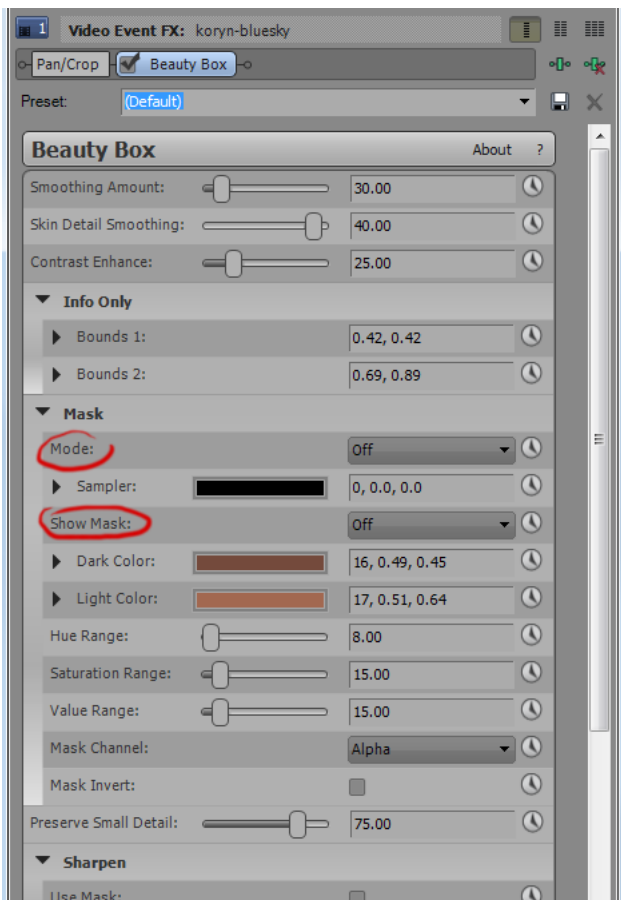 1 Video Event FX: koryn-bluesky
Pan/Crop Beauty Box
Preset: (Default)
Beauty Box About ?
Smoothing Amount: 30.00
Skin Detail Smoothing: 40.00
Contrast Enhance: 25.00
Info Only
Bounds 1: 0.42, 0.42
Bounds 2: 0.69, 0.89
Mask
Mode: Off
Sampler: 0, 0.0, 0.0
Show Mask: Off
Dark Color: 16, 0.49, 0.45
Light Color: 17, 0.51, 0.64
Hue Range: 8.00
Saturation Range: 15.00
Value Range: 15.00
Mask Channel: Alpha
Mask Invert:
Preserve Small Detail: 75.00
Sharpen
Use Mask: